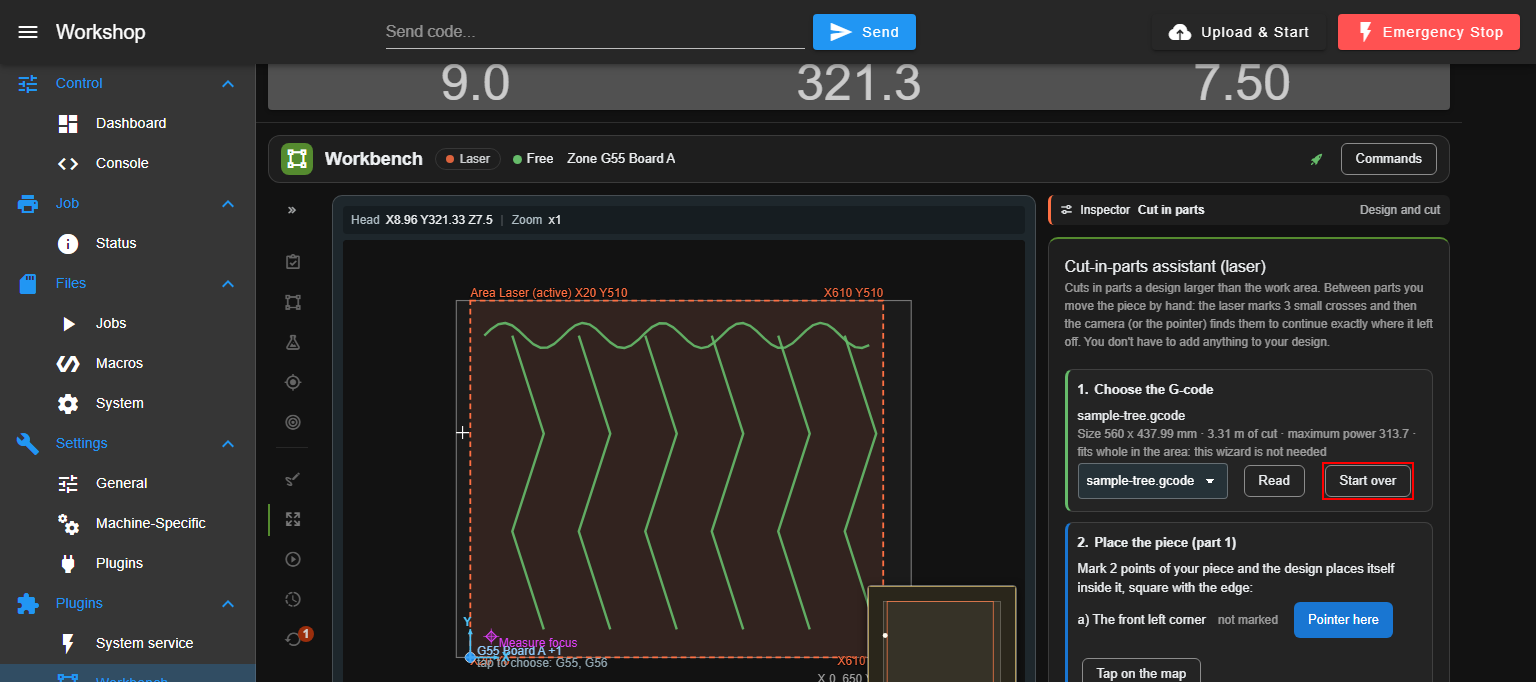 Workshop
Send code...
Send
Upload & Start
Emergency Stop
Control
Dashboard
Console
Job
Status
Files
Jobs
Macros
System
Settings
General
Machine-Specific
Plugins
Plugins
System service
Workbench
9.0
321.3
7.50
Workbench
Laser
Free
Zone G55 Board A
Commands
Head X8.96 Y321.33 Z7.5 | Zoom x1
Area Laser (active) X20 Y510
X610 Y510
Y
Measure focus
G55 Board A +1
X
Tap to choose: G55, G56
X610
X 0, 650
1
Inspector Cut in parts
Design and cut
Cut-in-parts assistant (laser)
Cuts in parts a design larger than the work area. Between parts you
move the piece by hand: the laser marks 3 small crosses and then
the camera (or the pointer) finds them to continue exactly where it left
off. You don't have to add anything to your design.
1. Choose the G-code
sample-tree.gcode
Size 560 x 437.99 mm · 3.31 m of cut · maximum power 313.7 ·
fits whole in the area: this wizard is not needed
sample-tree.gcode
Read
Start over
2. Place the piece (part 1)
Mark 2 points of your piece and the design places itself
inside it, square with the edge:
a) The front left corner not marked
Pointer here
Tap on the map